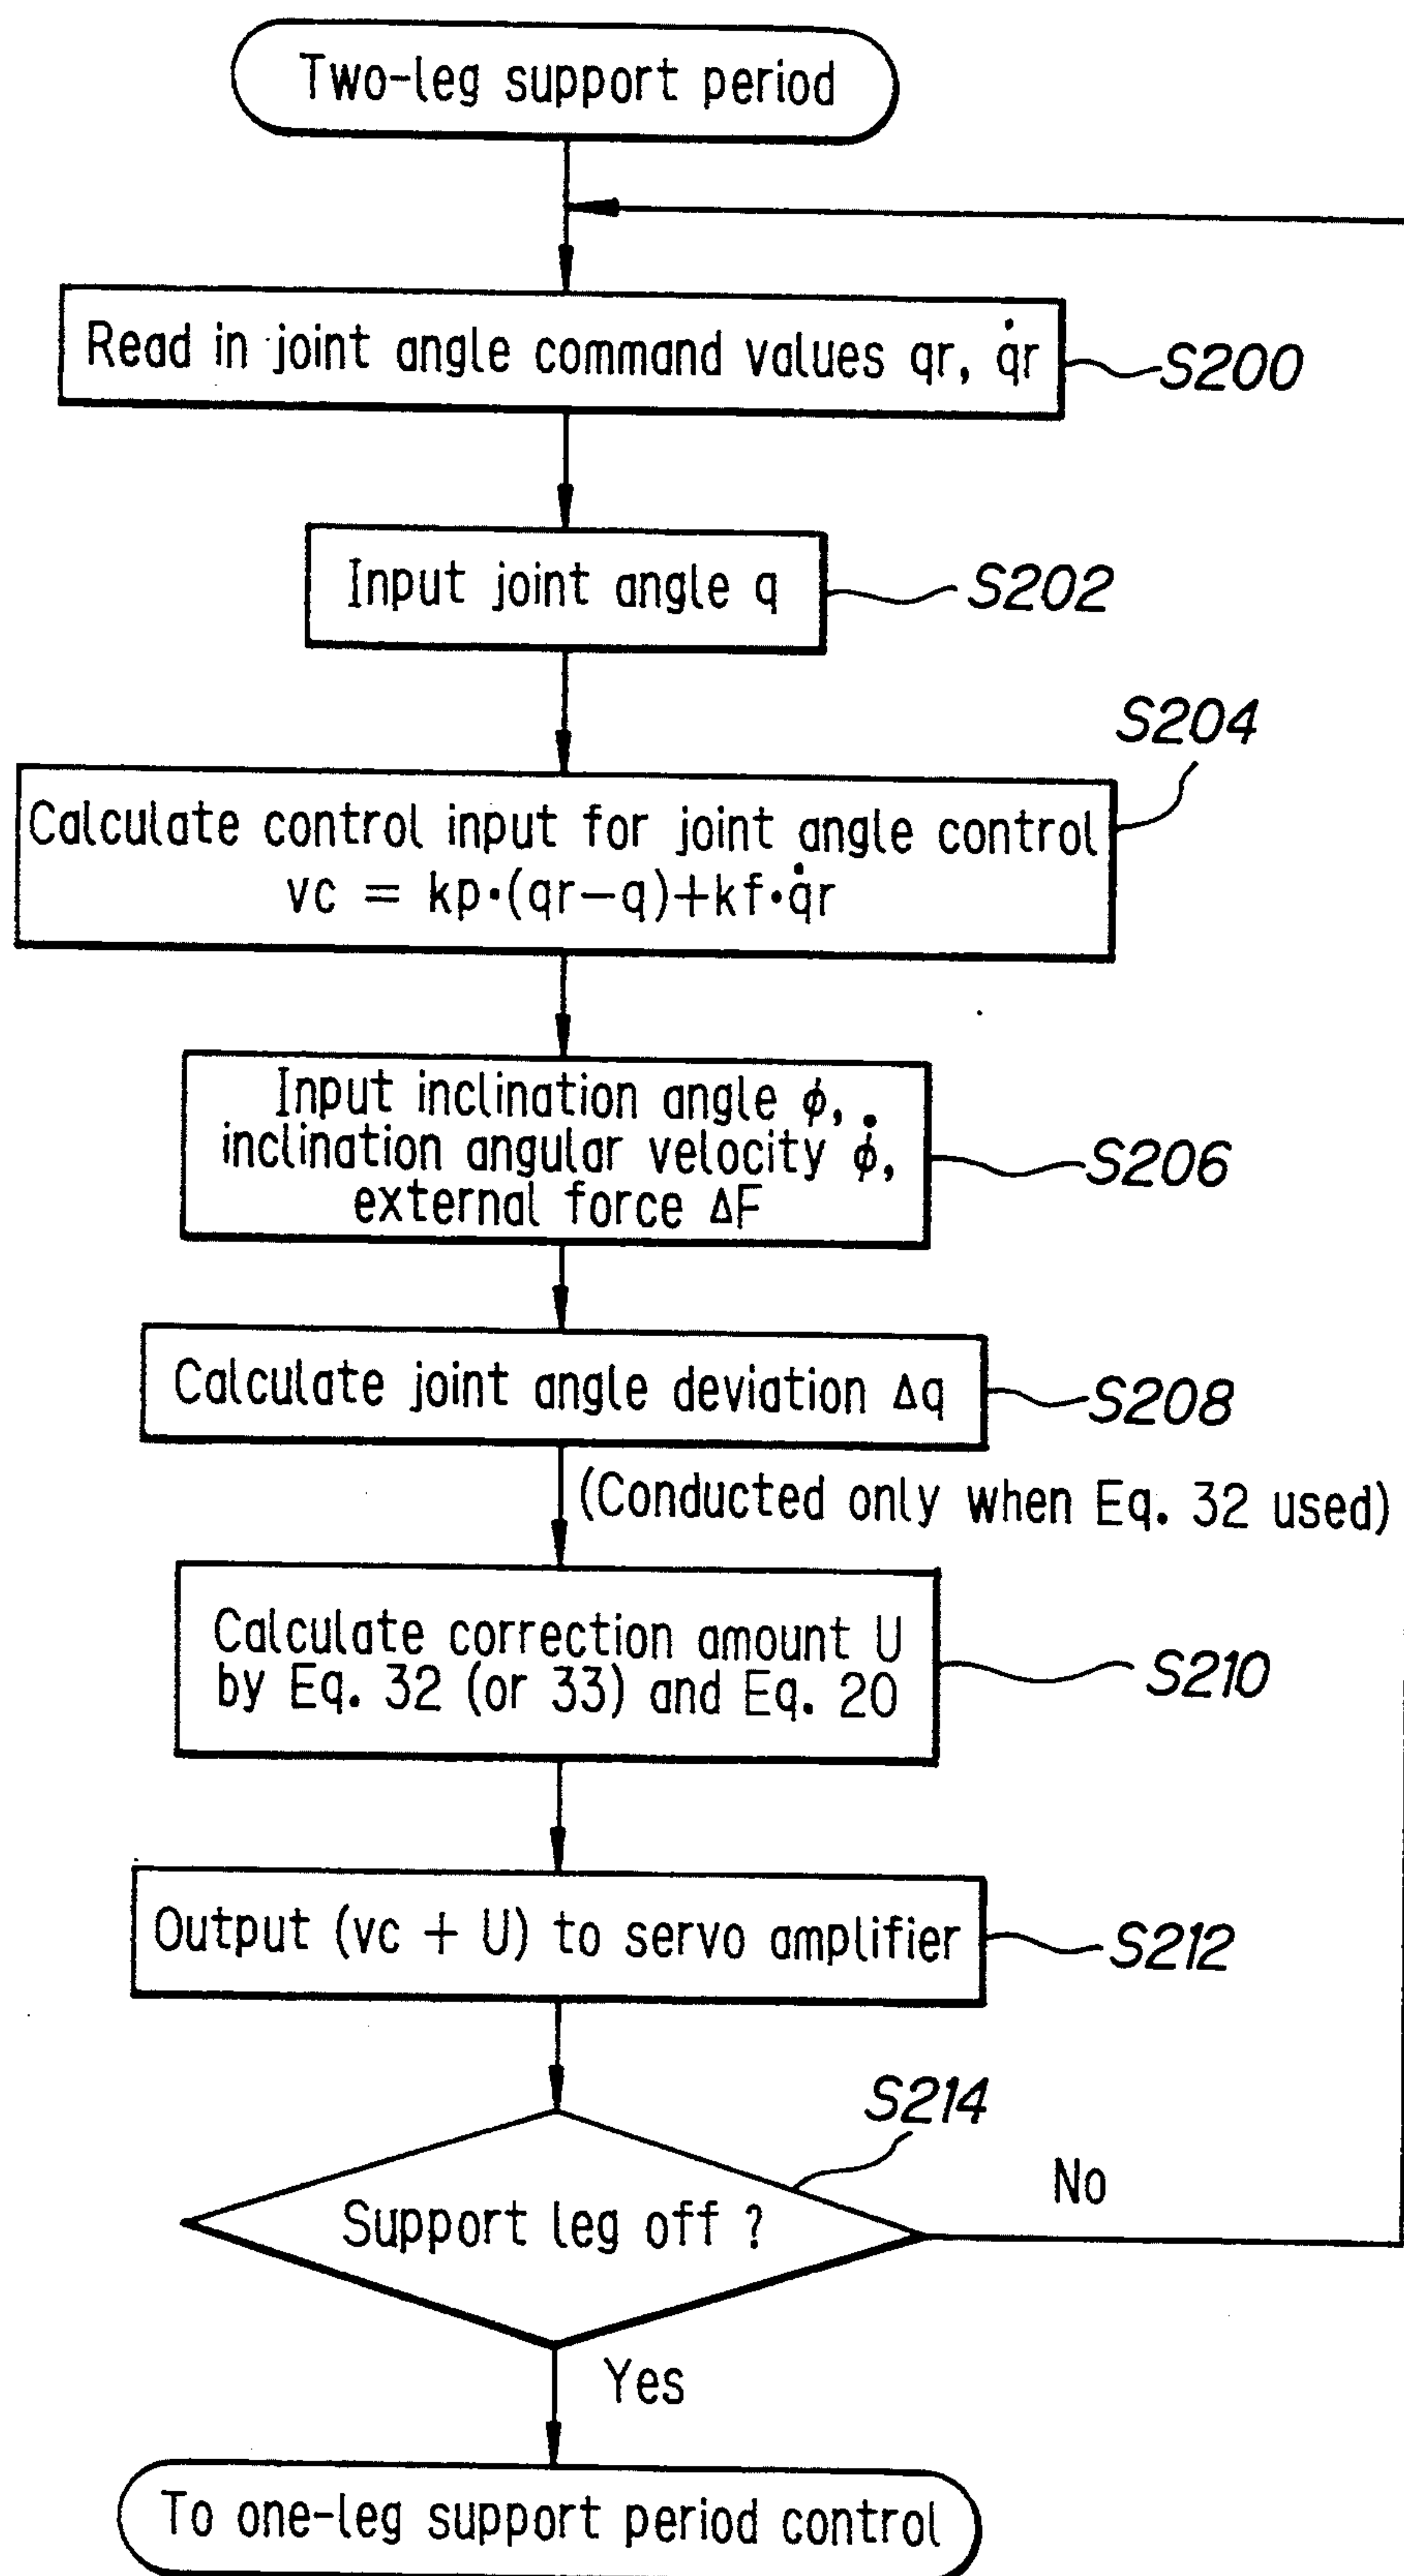 Two-leg support period
Read in joint angle command values qr, q̇r
S200
Input joint angle q
S202
S204
Calculate control input for joint angle control
vc = kp·(qr−q)+kf·q̇r
Input inclination angle ϕ,
inclination angular velocity ϕ̇,
external force ΔF
S206
Calculate joint angle deviation Δq
S208
(Conducted only when Eq. 32 used)
Calculate correction amount U
by Eq. 32 (or 33) and Eq. 20
S210
Output (vc + U) to servo amplifier
S212
S214
Support leg off ?
No
Yes
To one-leg support period control